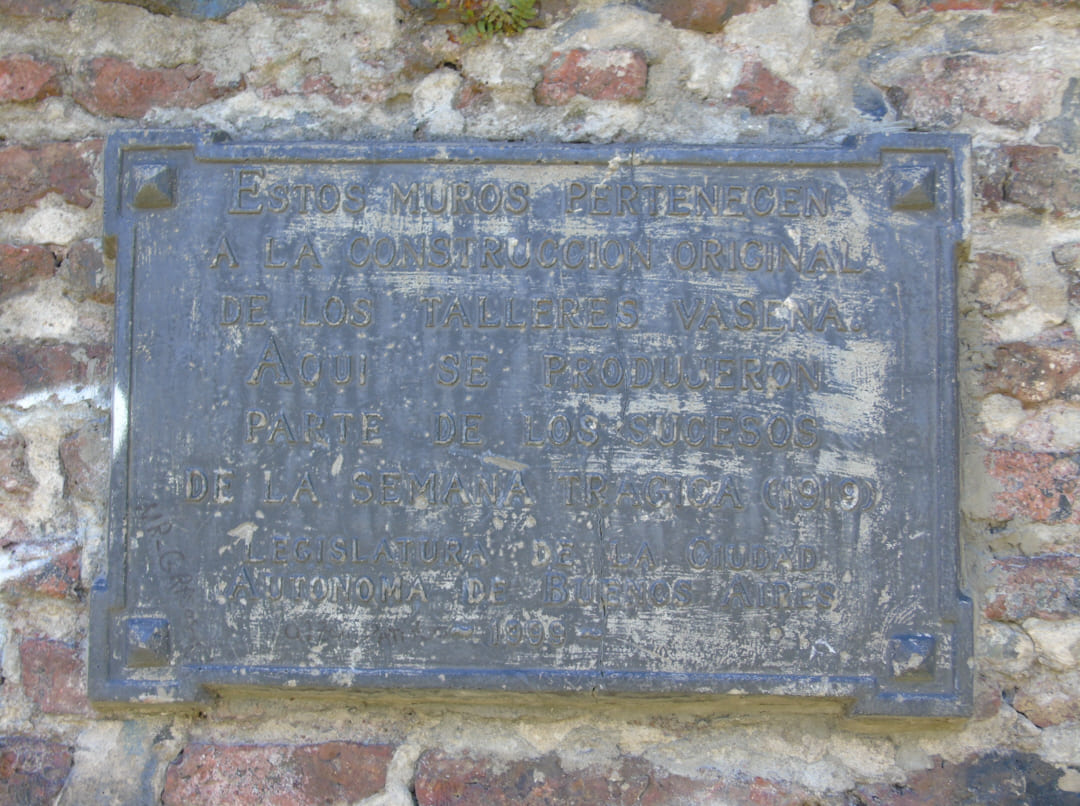 ESTOS MUROS PERTENECEN
A LA CONSTRUCCION ORIGINAL
DE LOS TALLERES VASENA.
AQUI SE PRODUJERON
PARTE DE LOS SUCESOS
DE LA SEMANA TRAGICA (1919)
LEGISLATURA DE LA CIUDAD
AUTONOMA DE BUENOS AIRES